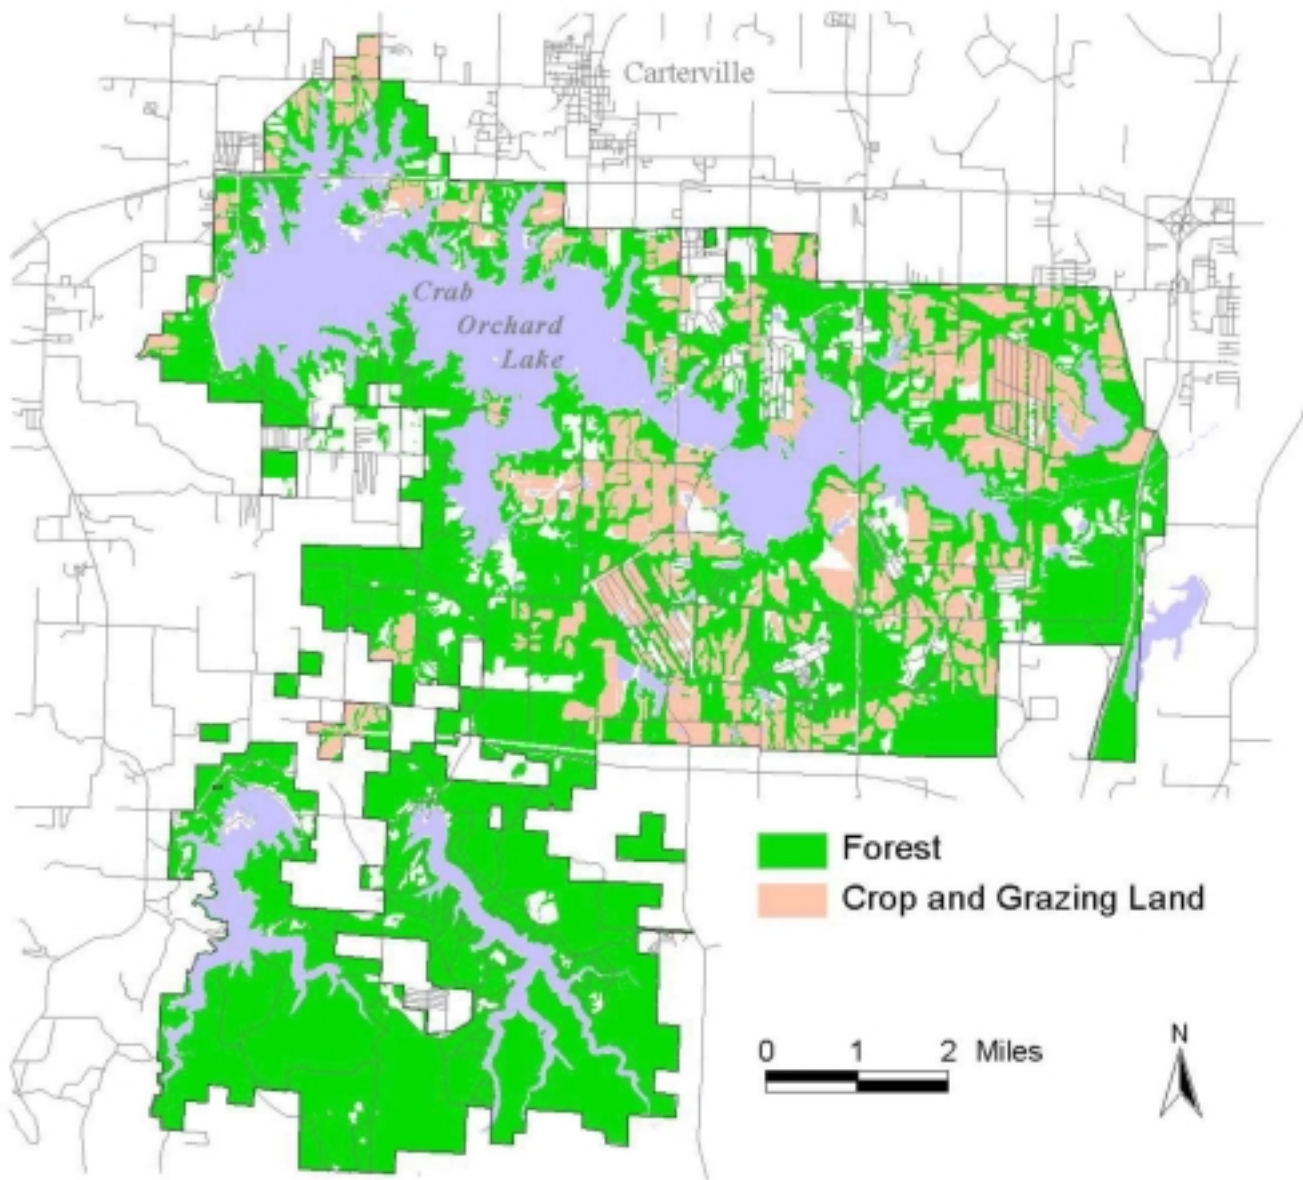 Carterville
Crab
Orchard
Lake
Forest
Crop and Grazing Land
0 1 2 Miles
N